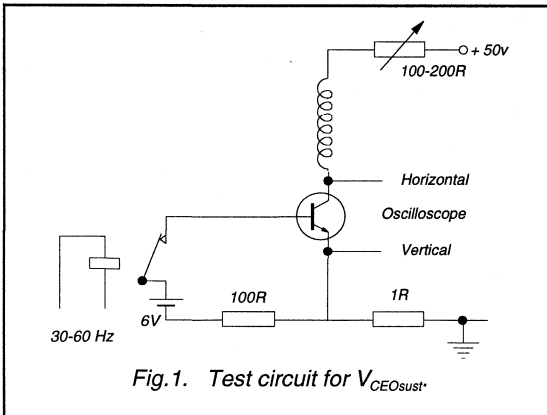 + 50v
100-200R
Horizontal
Oscilloscope
Vertical
100R
1R
6V
30-60 Hz
Fig.1. Test circuit for VCEOsust.